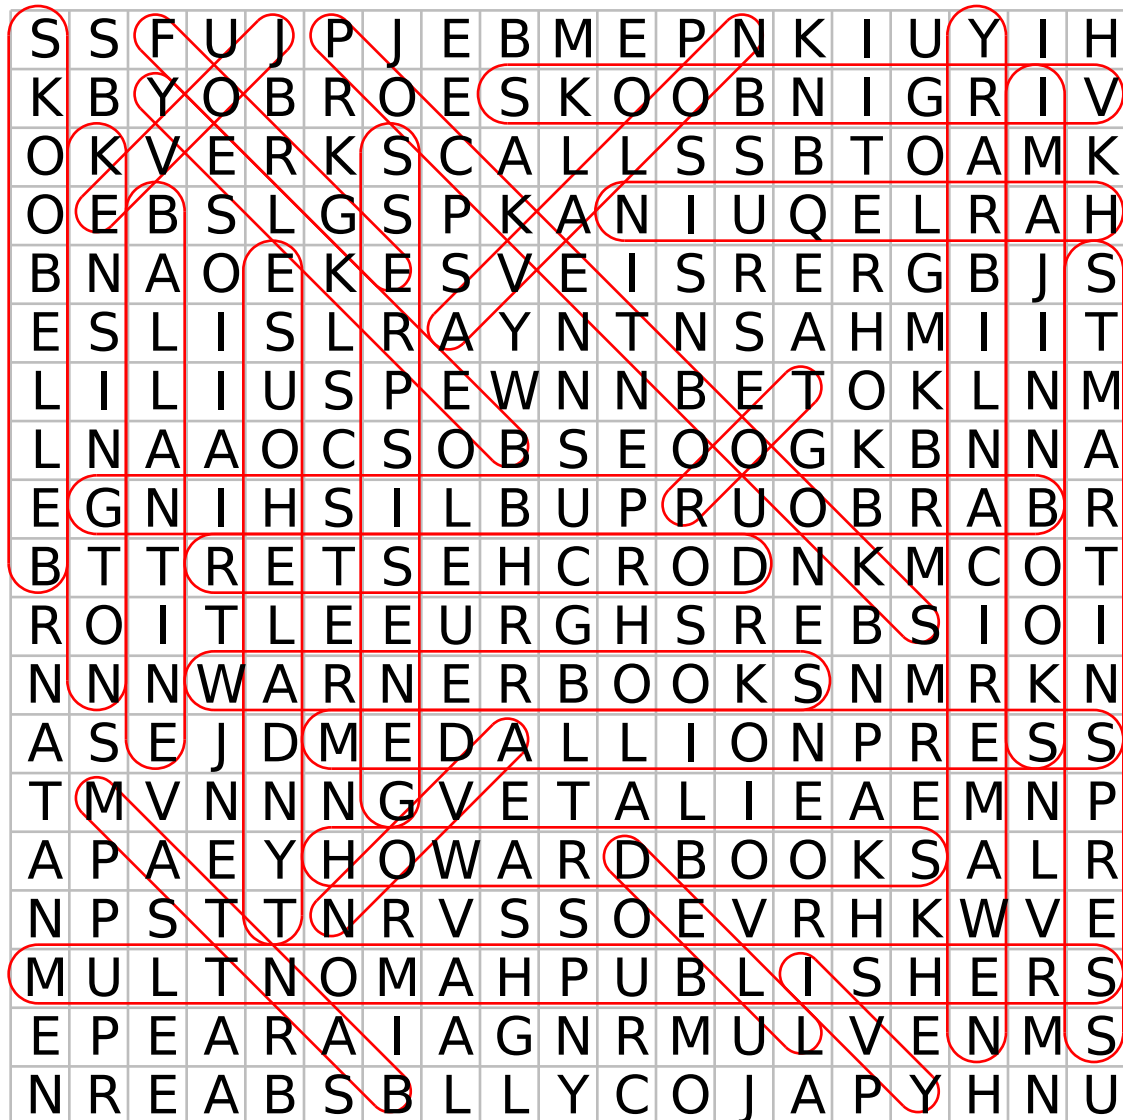 S S F U J P J E B M E P N K I U Y I H
K B Y O B R O E S K O O B N I G R I V
O K V E R K S C A L L S S B T O A M K
O E B S L G S P K A N I U Q E L R A H
B N A O E K E S V E I S R E R G B J S
E S L I S L R A Y N T N S A H M I I T
L I L I U S P E W N N B E T O K L N M
L N A A O C S O B S E O O G K B N N A
E G N I H S I L B U P R U O B R A B R
B T T R E T S E H C R O D N K M C O T
R O I T L E E U R G H S R E B S I O I
N N N W A R N E R B O O K S N M R K N
A S E J D M E D A L L I O N P R E S S
T M V N N N G V E T A L I E A E M N P
A P A E Y H O W A R D B O O K S A L R
N P S T T N R V S S O E V R H K W V E
M U L T N O M A H P U B L I S H E R S
E P E A R A I A G N R M U L V E N M S
N R E A B S B L L Y C O J A P Y H N U